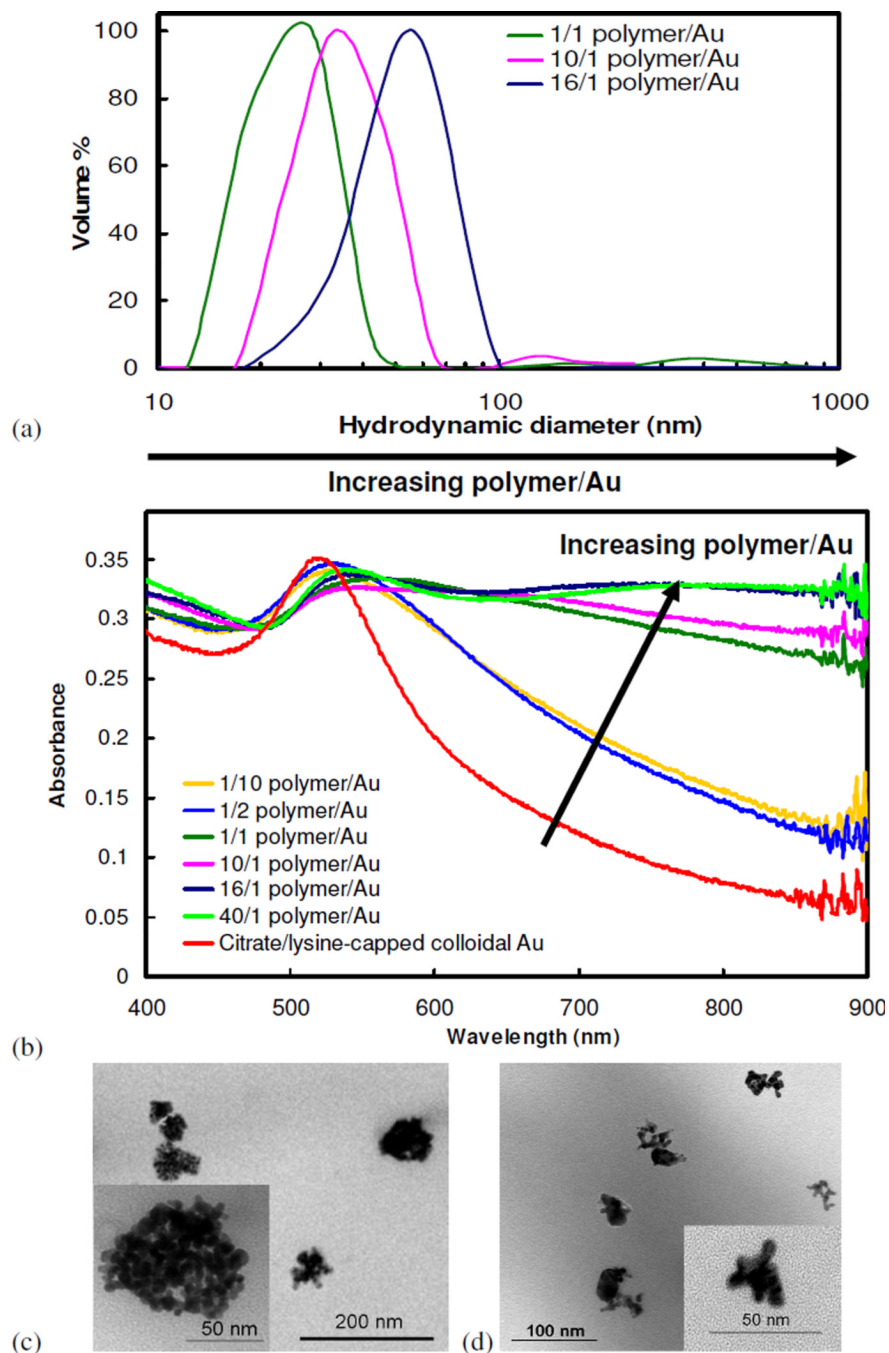 100
80
60
40
20
0
Volume %
1/1 polymer/Au
10/1 polymer/Au
16/1 polymer/Au
10
100
1000
(a)
Hydrodynamic diameter (nm)
Increasing polymer/Au
Increasing polymer/Au
0.35
0.3
0.25
0.2
0.15
0.1
0.05
0
Absorbance
1/10 polymer/Au
1/2 polymer/Au
1/1 polymer/Au
10/1 polymer/Au
16/1 polymer/Au
40/1 polymer/Au
Citrate/lysine-capped colloidal Au
400
500
600
700
800
900
(b)
Wavelength (nm)
50 nm
200 nm
100 nm
50 nm
(c)
(d)